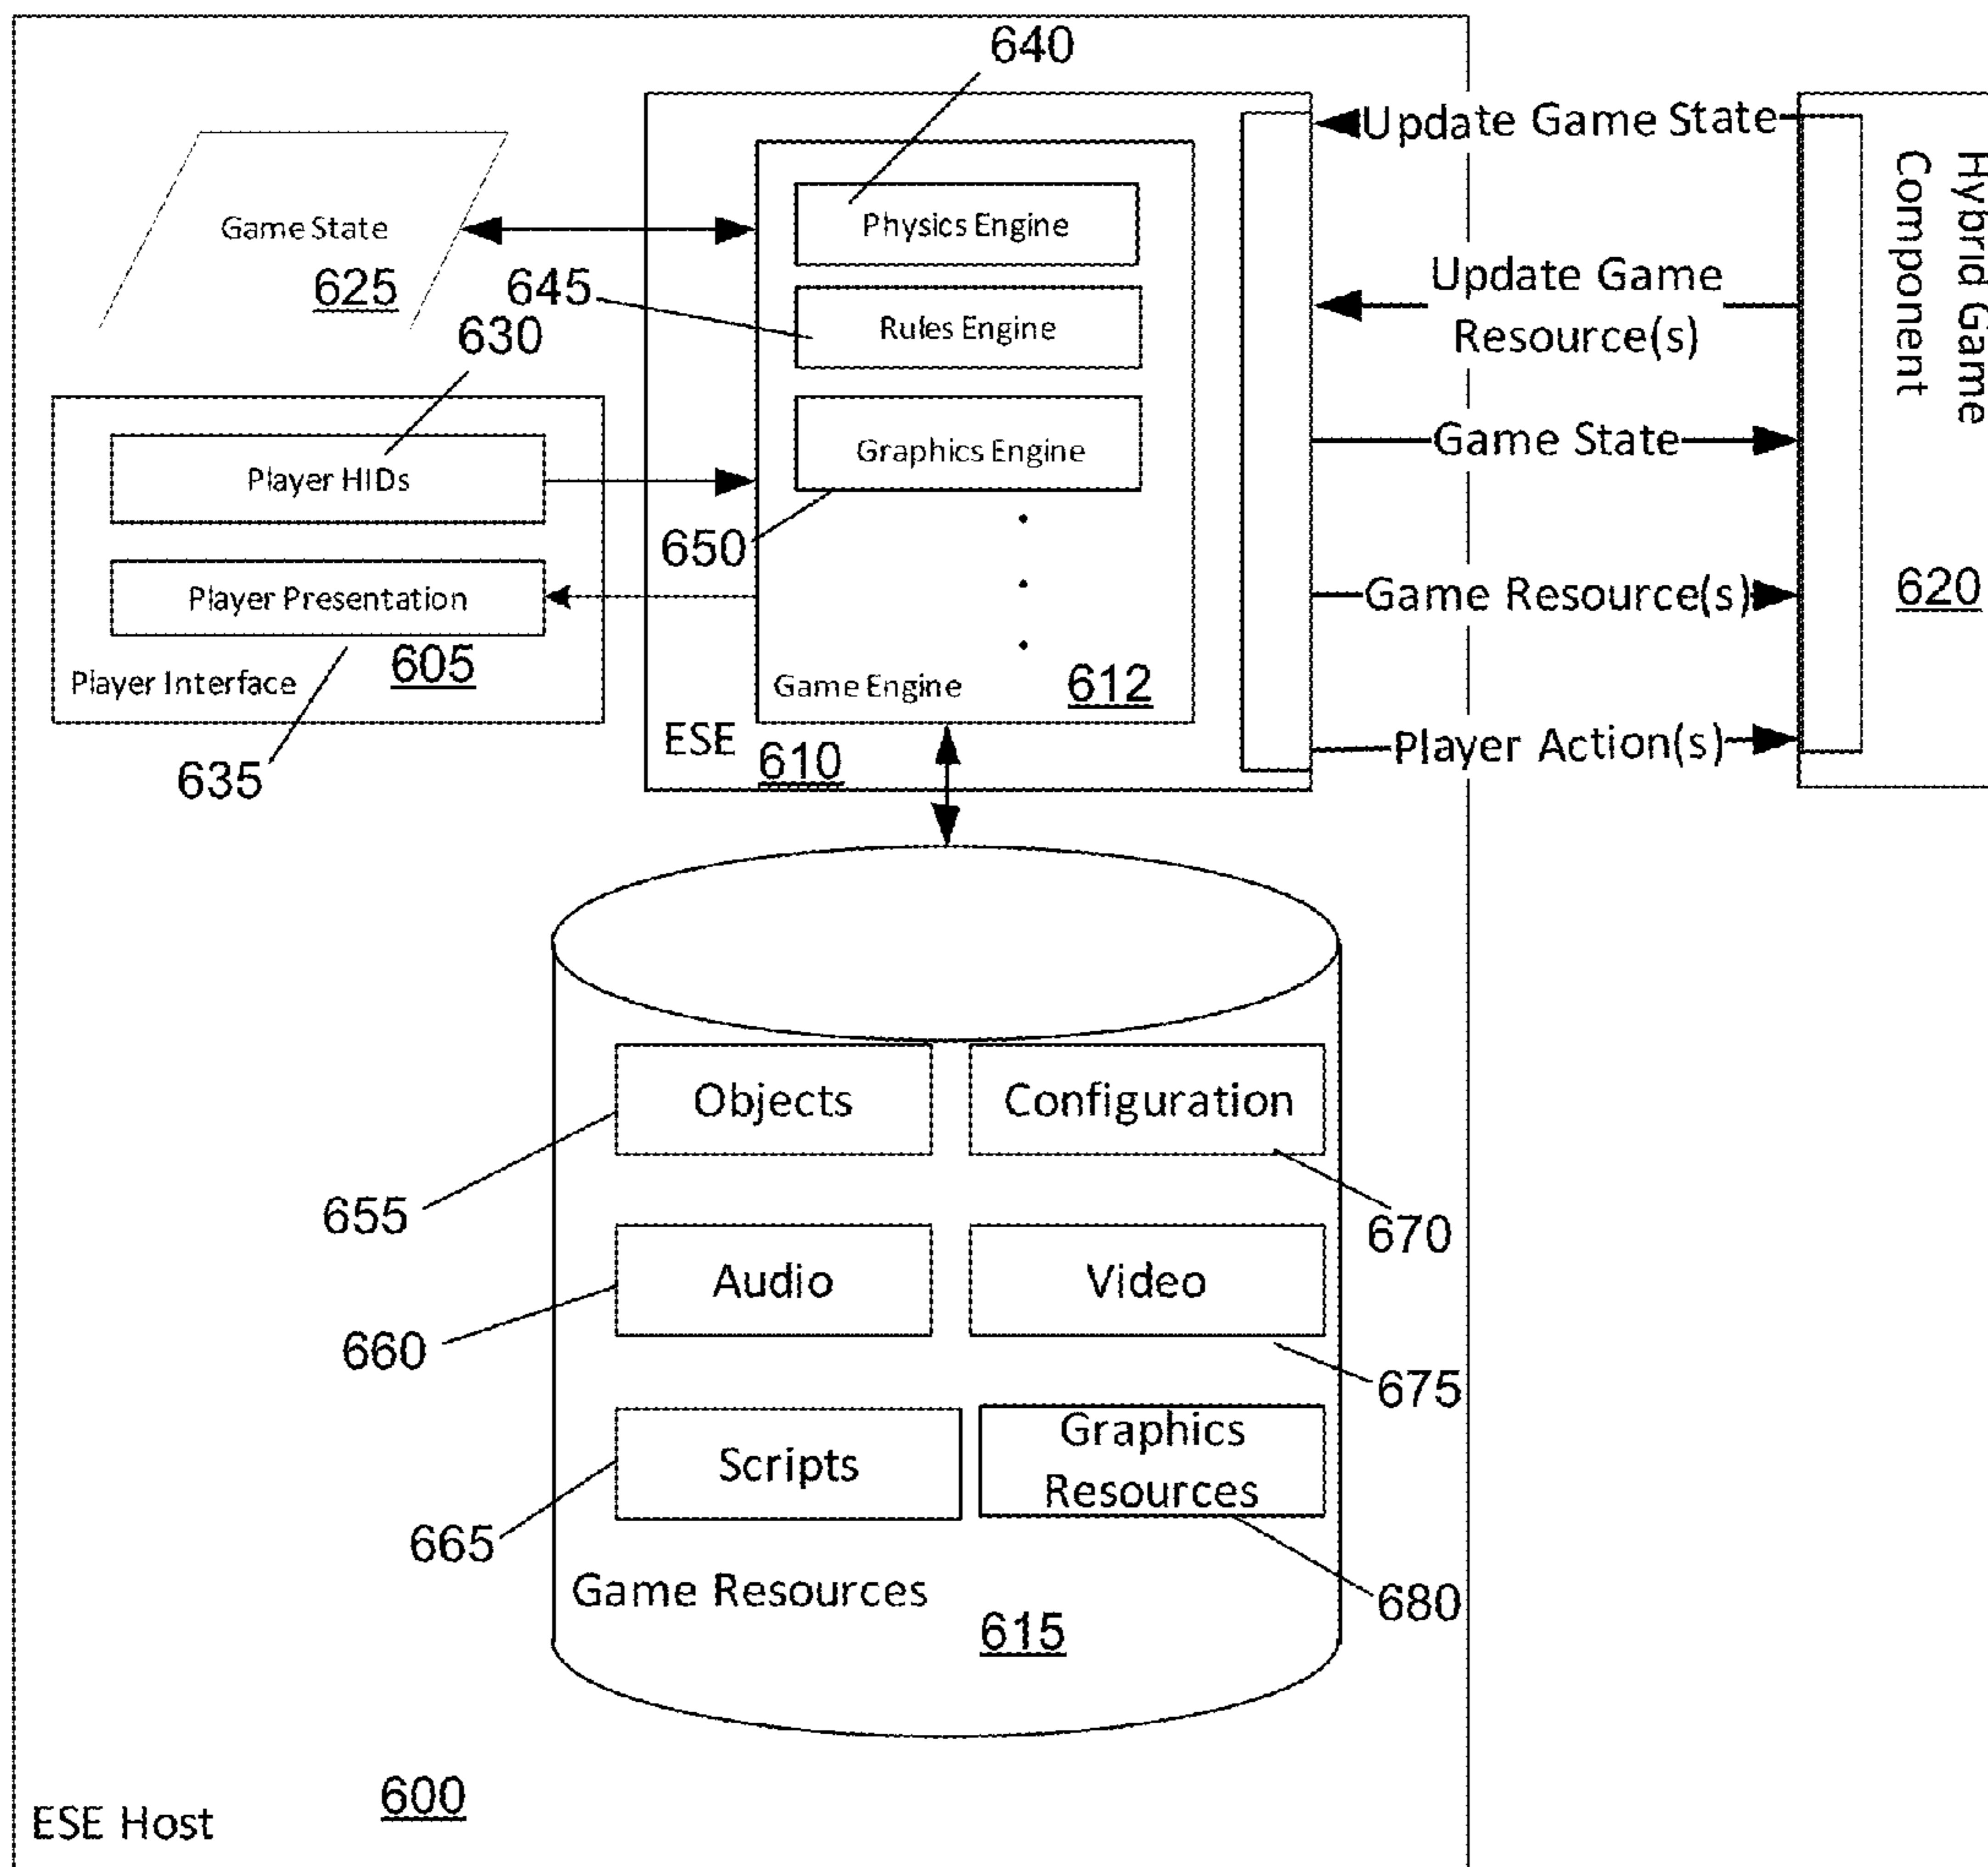 640
Update Game State
Hybrid Game
Component
Game State
625
Physics Engine
645
Rules Engine
Update Game
Resource(s)
630
Graphics Engine
Game State
Player HIDs
650
Player Presentation
Game Resource(s)
620
605
Player Interface
Game Engine
612
ESE
610
Player Action(s)
635
Objects
Configuration
655
670
Audio
Video
660
675
Scripts
Graphics
Resources
665
680
Game Resources
615
600
ESE Host